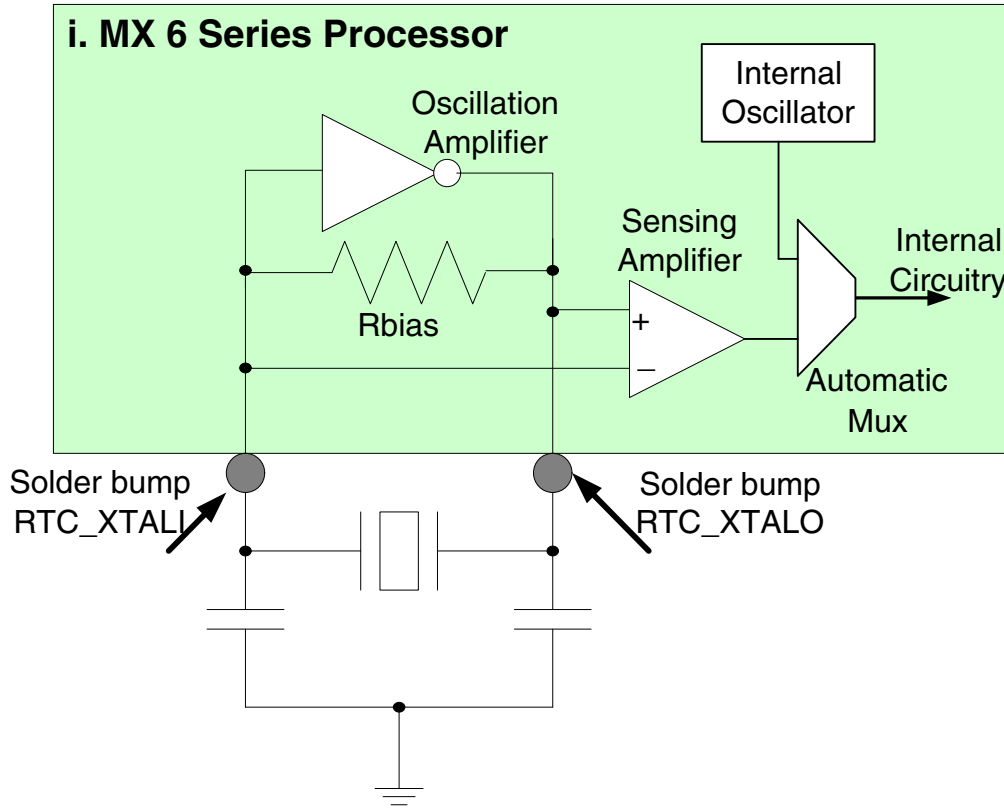 i. MX 6 Series Processor
Internal
Oscillator
Oscillation
Amplifier
Sensing
Amplifier
Internal
Circuitry
Rbias
+
–
Automatic
Mux
Solder bump
RTC_XTALI
Solder bump
RTC_XTALO